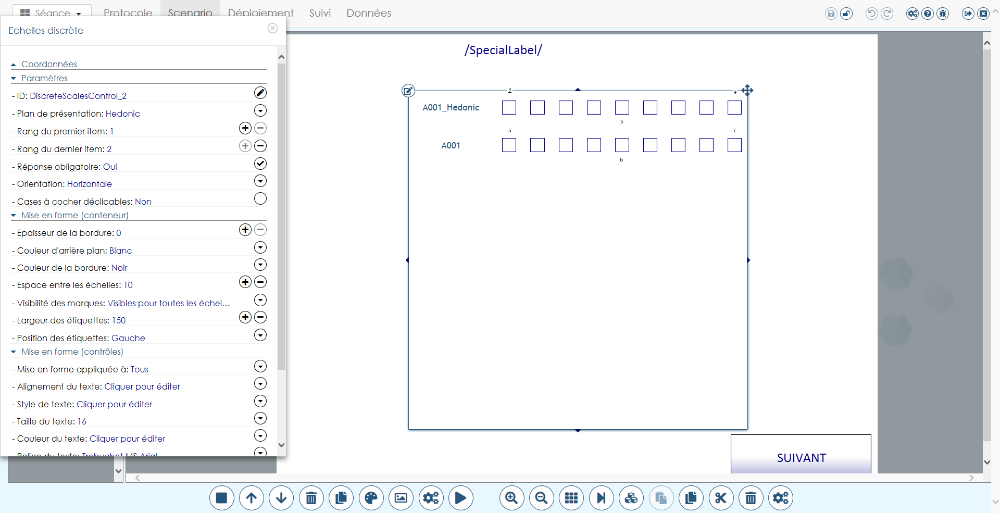 Séance
Protocole
Scenario
Déploiement
Suivi
Données
Echelles discrète
Coordonnées
Paramètres
- ID: DiscreteScalesControl_2
- Plan de présentation: Hedonic
- Rang du premier item: 1
- Rang du dernier item: 2
- Réponse obligatoire: Oui
- Orientation: Horizontale
- Cases à cocher déclicables: Non
Mise en forme (conteneur)
- Epaisseur de la bordure: 0
- Couleur d'arrière plan: Blanc
- Couleur de la bordure: Noir
- Espace entre les échelles: 10
- Visibilité des marques: Visibles pour toutes les échel...
- Largeur des étiquettes: 150
- Position des étiquettes: Gauche
Mise en forme (contrôles)
- Mise en forme appliquée à: Tous
- Alignement du texte: Cliquer pour éditer
- Style de texte: Cliquer pour éditer
- Taille du texte: 16
- Couleur du texte: Cliquer pour éditer
- Police du texte: Trebuchet MS,Arial
/SpecialLabel/
1
9
A001_Hedonic
5
a
c
A001
b
SUIVANT